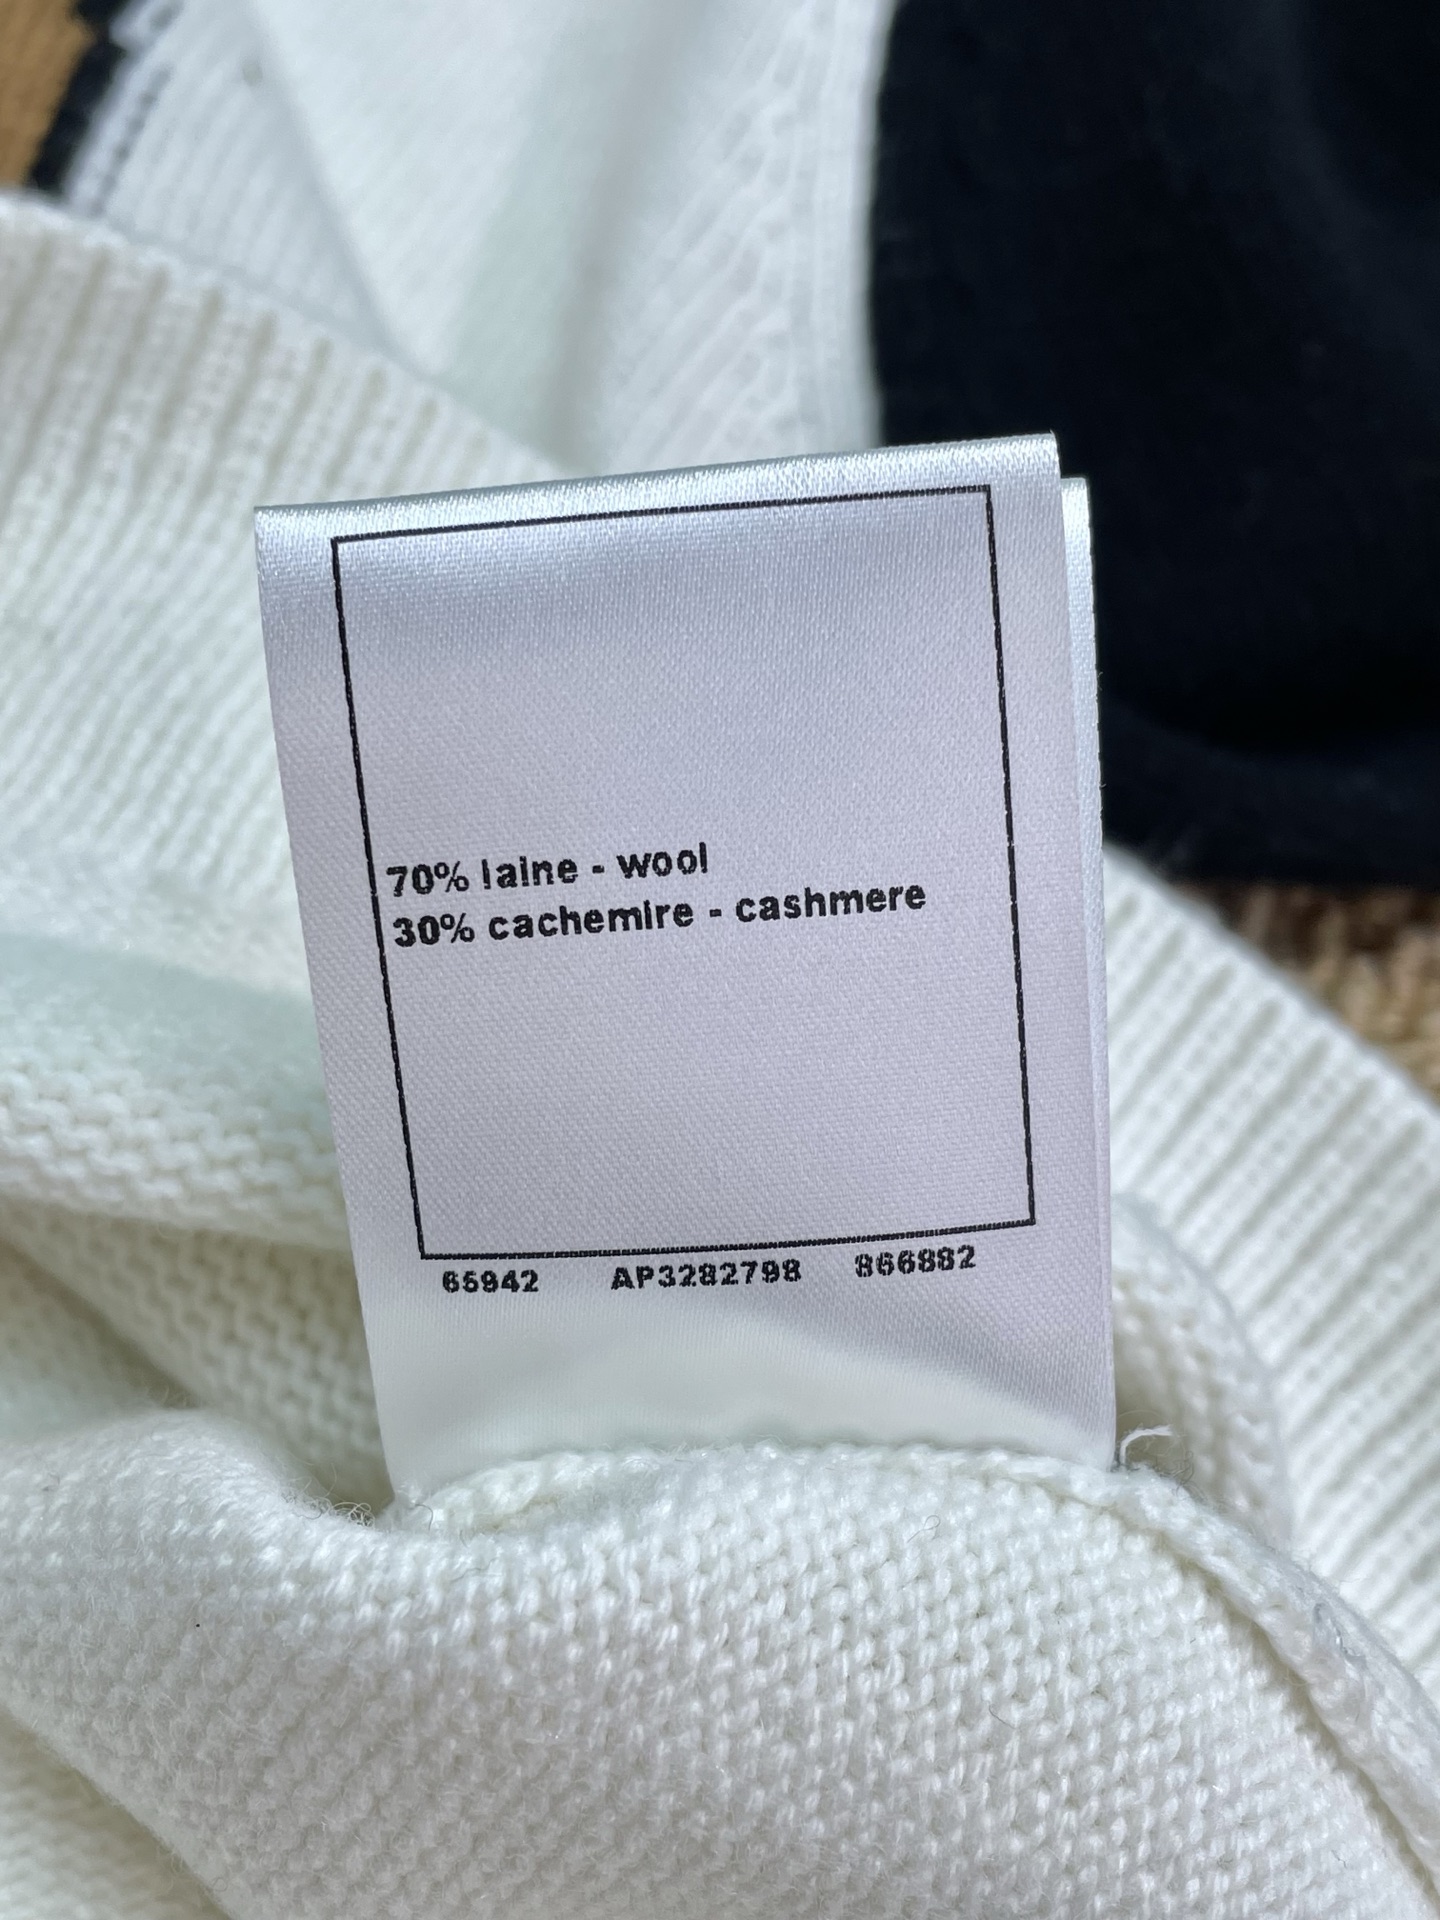 70% laine - wool
30% cachemire - cashmere
65942 AP3282798 866882